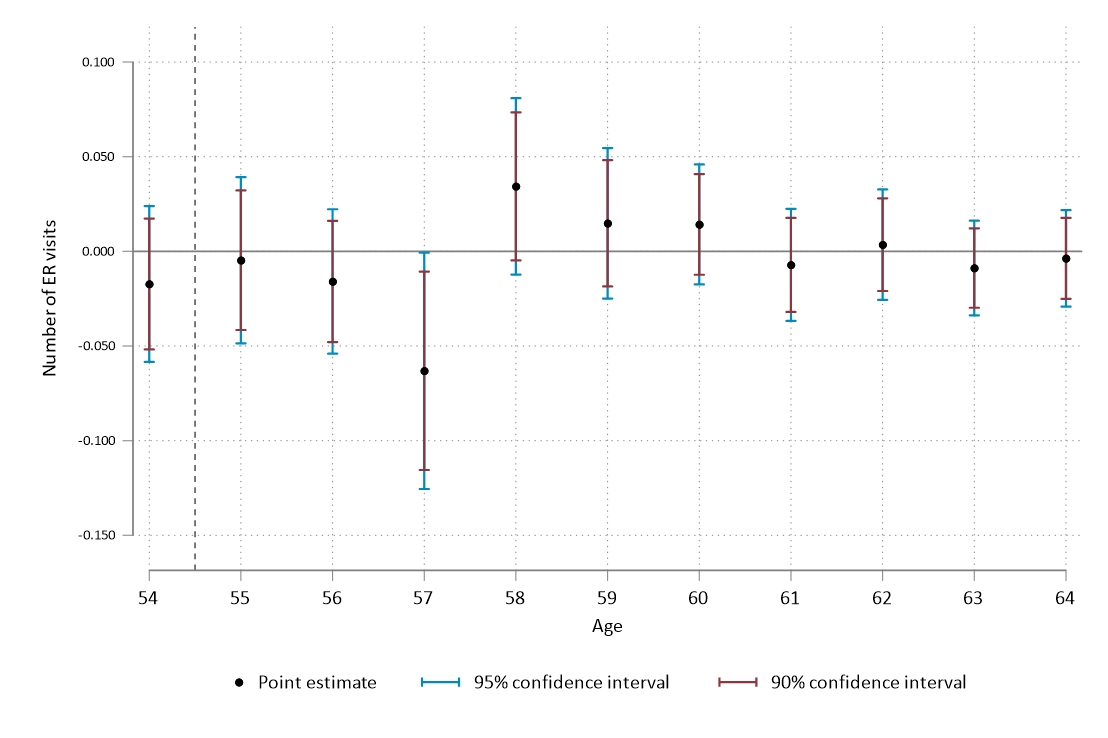 0.100
0.050
0.000
-0.050
-0.100
-0.150
Number of ER visits
54 55 56 57 58 59 60 61 62 63 64
Age
Point estimate 95% confidence interval 90% confidence interval